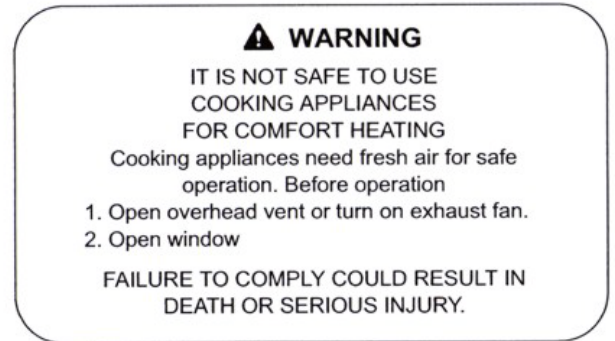 WARNING
IT IS NOT SAFE TO USE
COOKING APPLIANCES
FOR COMFORT HEATING
Cooking appliances need fresh air for safe
operation. Before operation
1. Open overhead vent or turn on exhaust fan.
2. Open window
FAILURE TO COMPLY COULD RESULT IN
DEATH OR SERIOUS INJURY.